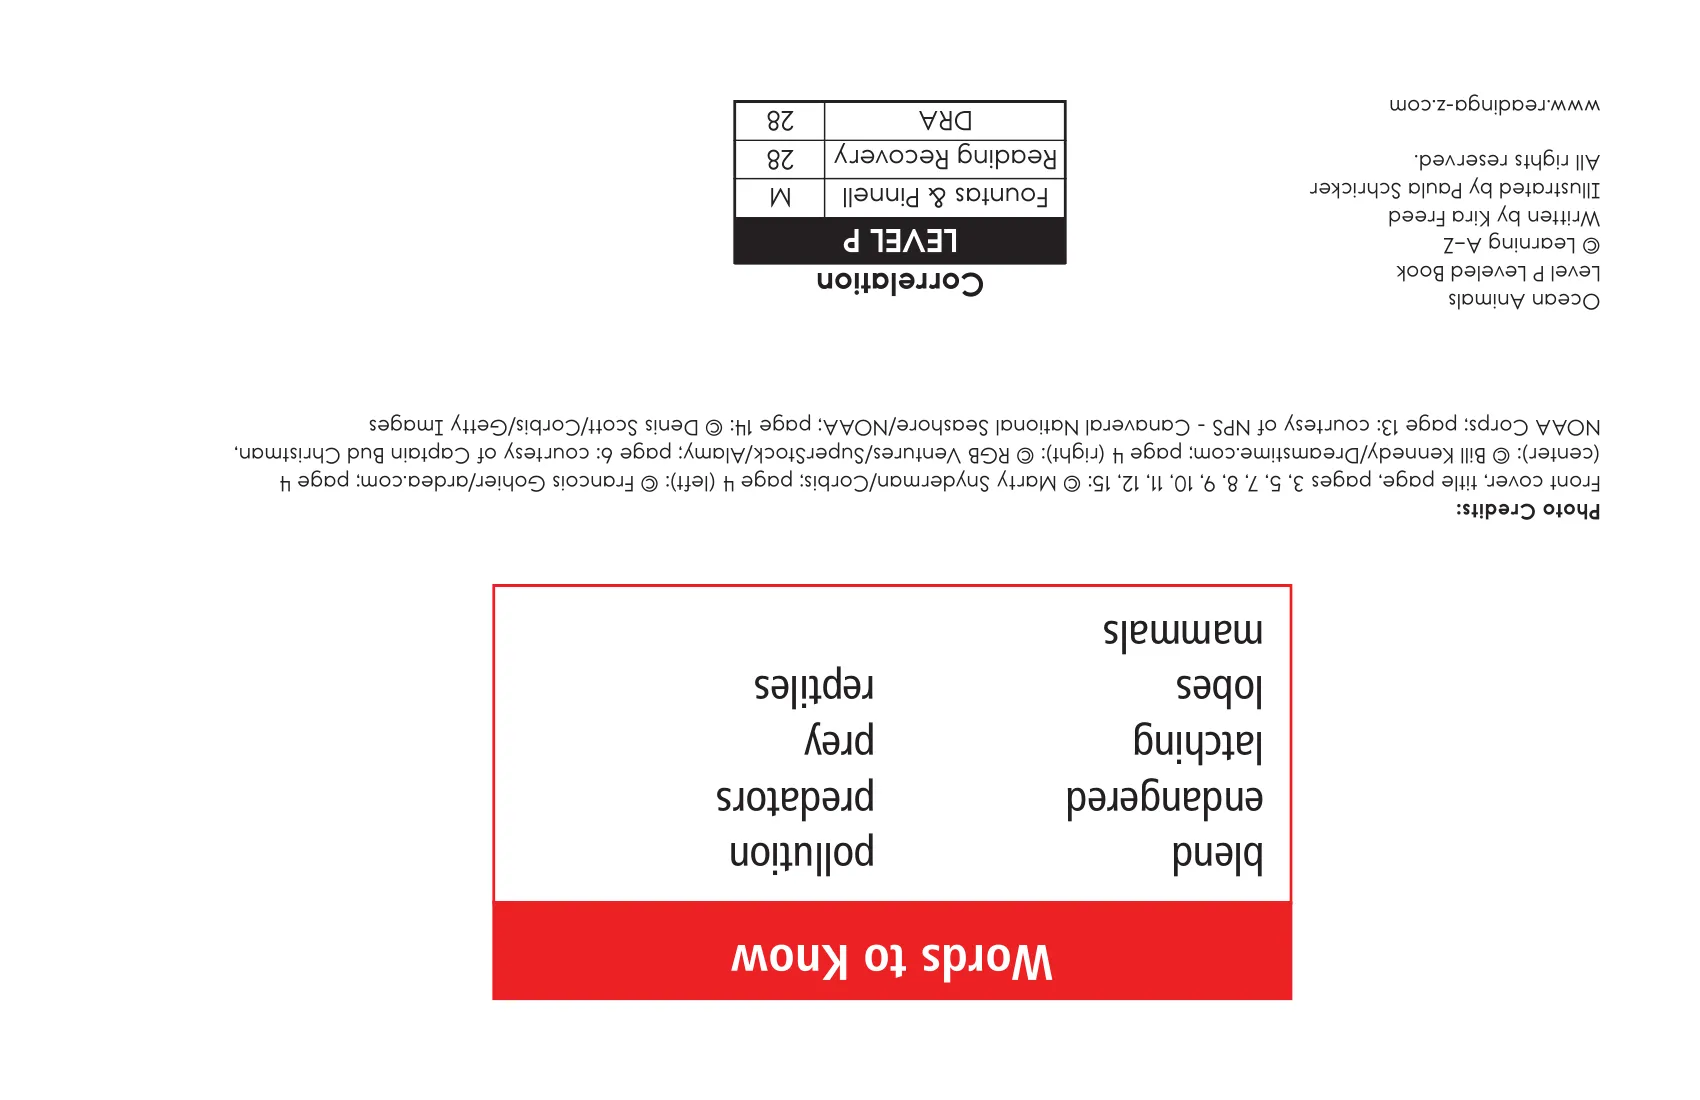 Words to Know
blend
endangered
latching
lobes
mammals
pollution
predators
prey
reptiles
Photo Credits:
Front cover, title page, pages 3, 5, 7, 8, 9, 10, 11, 12, 15: © Marty Snyderman/Corbis; page 4 (left): © Francois Gohier/ardea.com; page 4
(center): © Bill Kennedy/Dreamstime.com; page 4 (right): © RGB Ventures/SuperStock/Alamy; page 6: courtesy of Captain Bud Christman,
NOAA Corps; page 13: courtesy of NPS - Canaveral National Seashore/NOAA; page 14: © Denis Scott/Corbis/Getty Images
Ocean Animals
Level P Leveled Book
© Learning A–Z
Written by Kira Freed
Illustrated by Paula Schricker
All rights reserved.
www.readinga-z.com
Correlation
LEVEL P
Fountas & Pinnell M
Reading Recovery 28
DRA 28